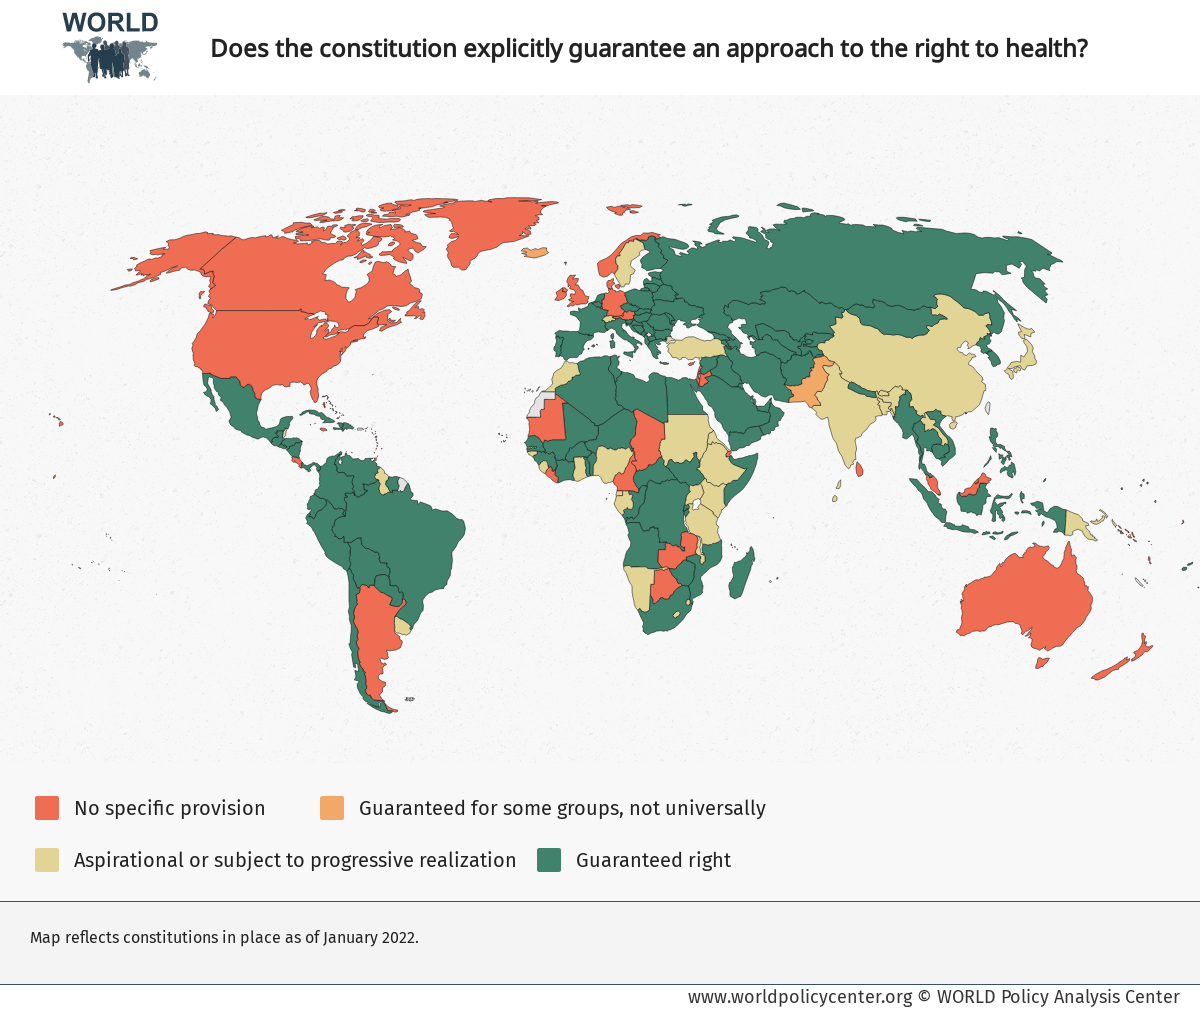 WORLD
Does the constitution explicitly guarantee an approach to the right to health?
No specific provision
Guaranteed for some groups, not universally
Aspirational or subject to progressive realization
Guaranteed right
Map reflects constitutions in place as of January 2022.
www.worldpolicycenter.org © WORLD Policy Analysis Center